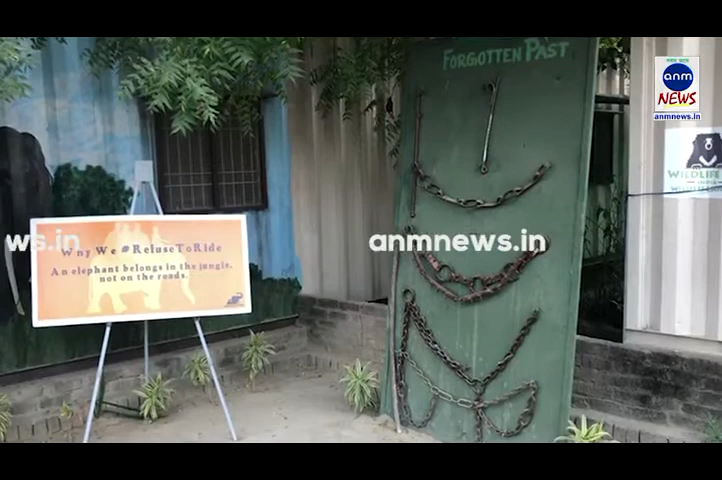 FORGOTTEN PAST
anm
NEWS
anmnews.in
WILDLIFE
INDIA
ws.in
anmnews.in
Why We #RefuseToRide
An elephant belongs in the jungle,
not on the roads.